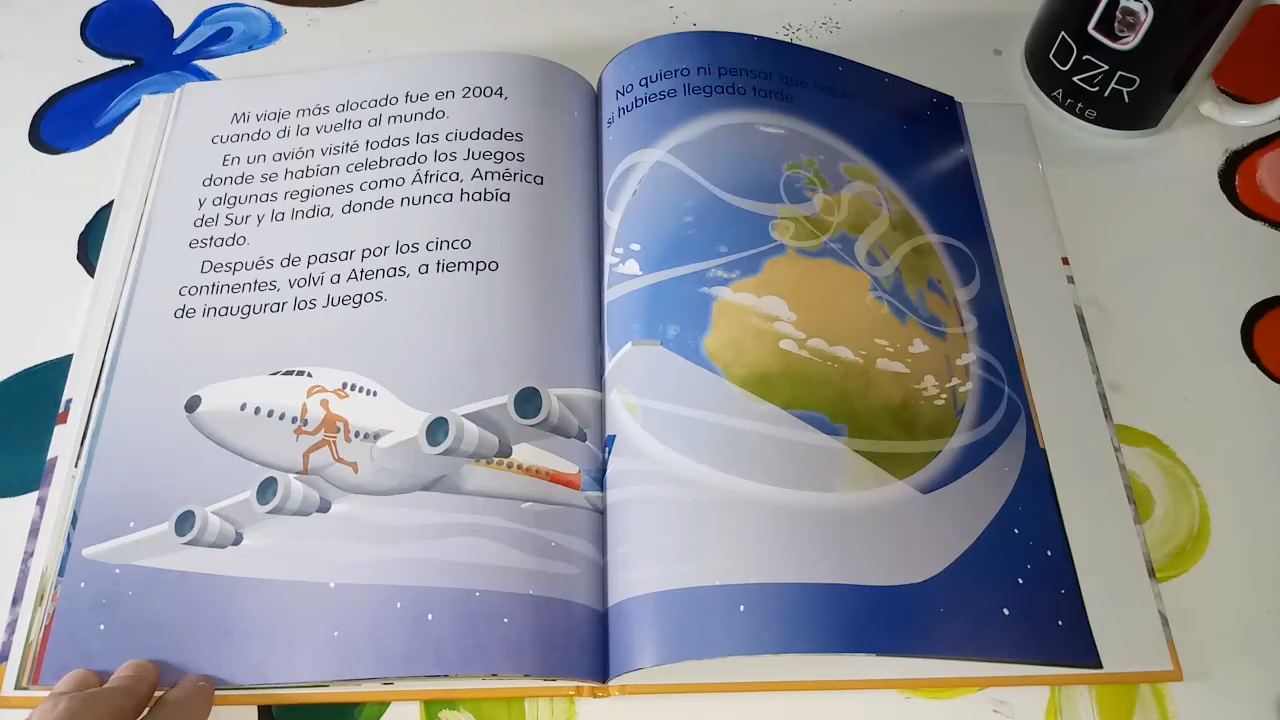 Mi viaje más alocado fue en 2004,
cuando di la vuelta al mundo.
En un avión visité todas las ciudades
donde se habían celebrado los Juegos
y algunas regiones como África, América
del Sur y la India, donde nunca había
estado.
Después de pasar por los cinco
continentes, volví a Atenas, a tiempo
de inaugurar los Juegos.
No quiero ni pensar que
si hubiese llegado tarde
DZR
Arte